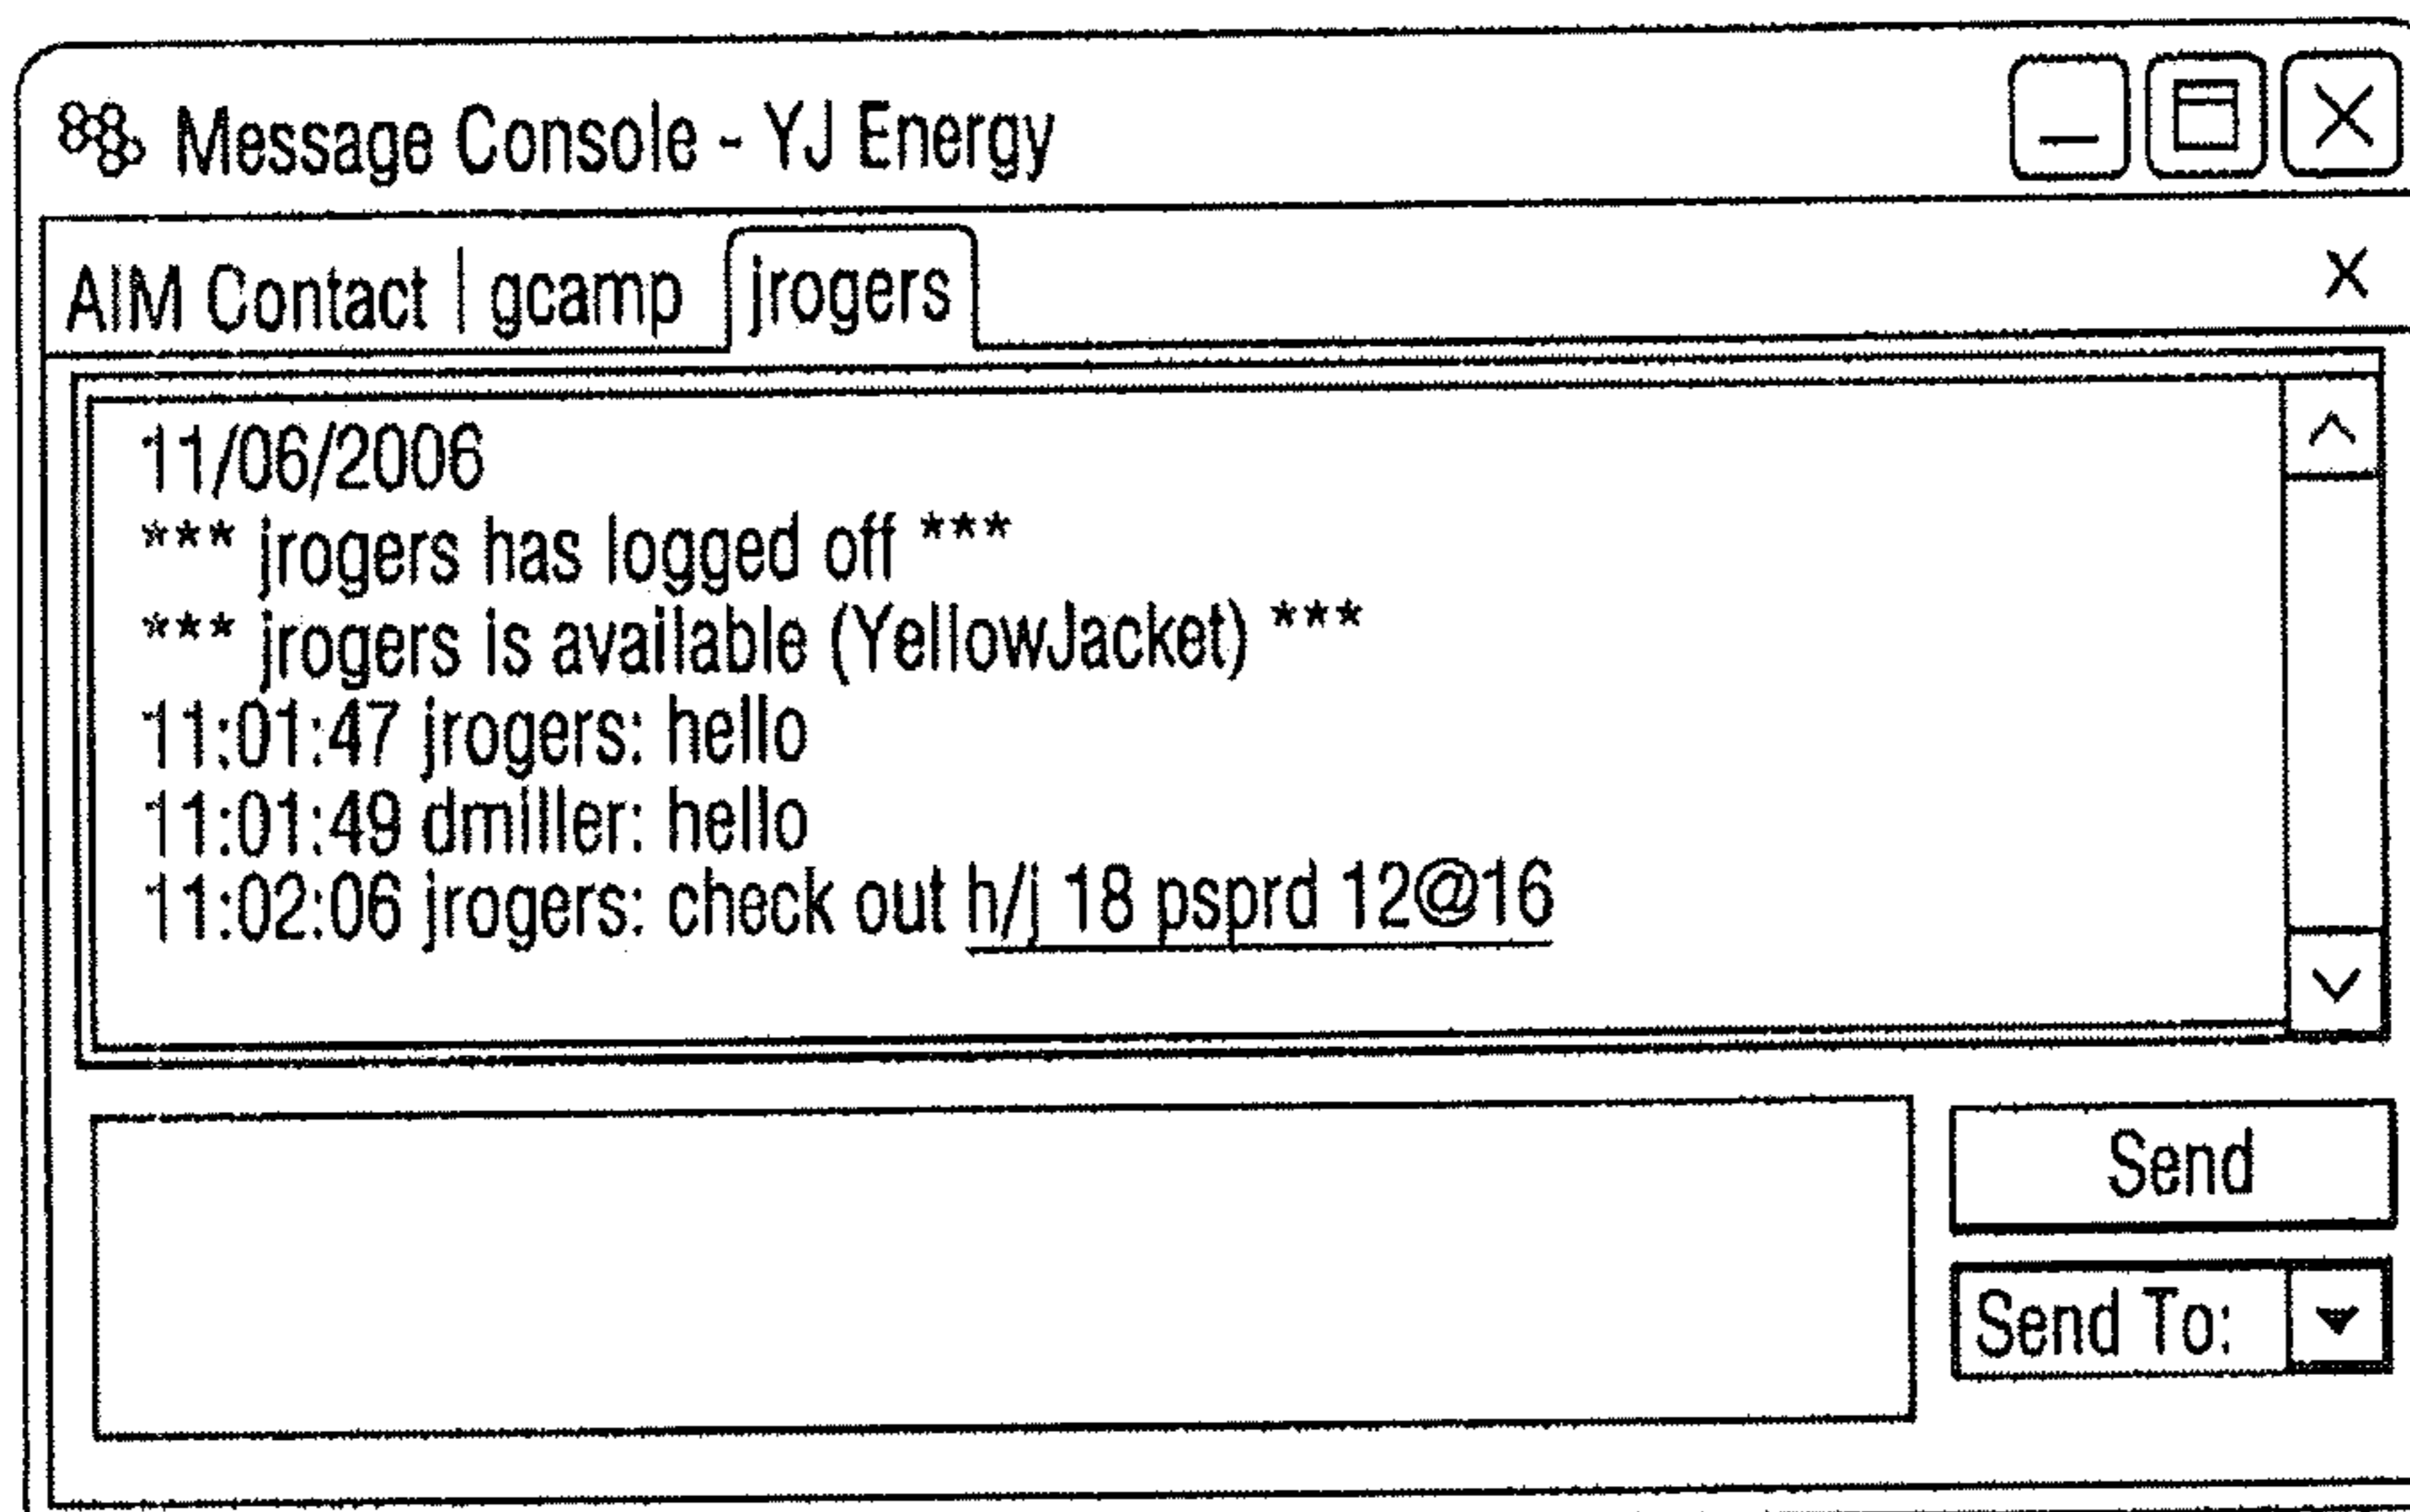 Message Console - YJ Energy
AIM Contact | gcamp jrogers
11/06/2006
*** jrogers has logged off ***
*** jrogers is available (YellowJacket) ***
11:01:47 jrogers: hello
11:01:49 dmiller: hello
11:02:06 jrogers: check out h/j 18 psprd 12@16
Send
Send To: